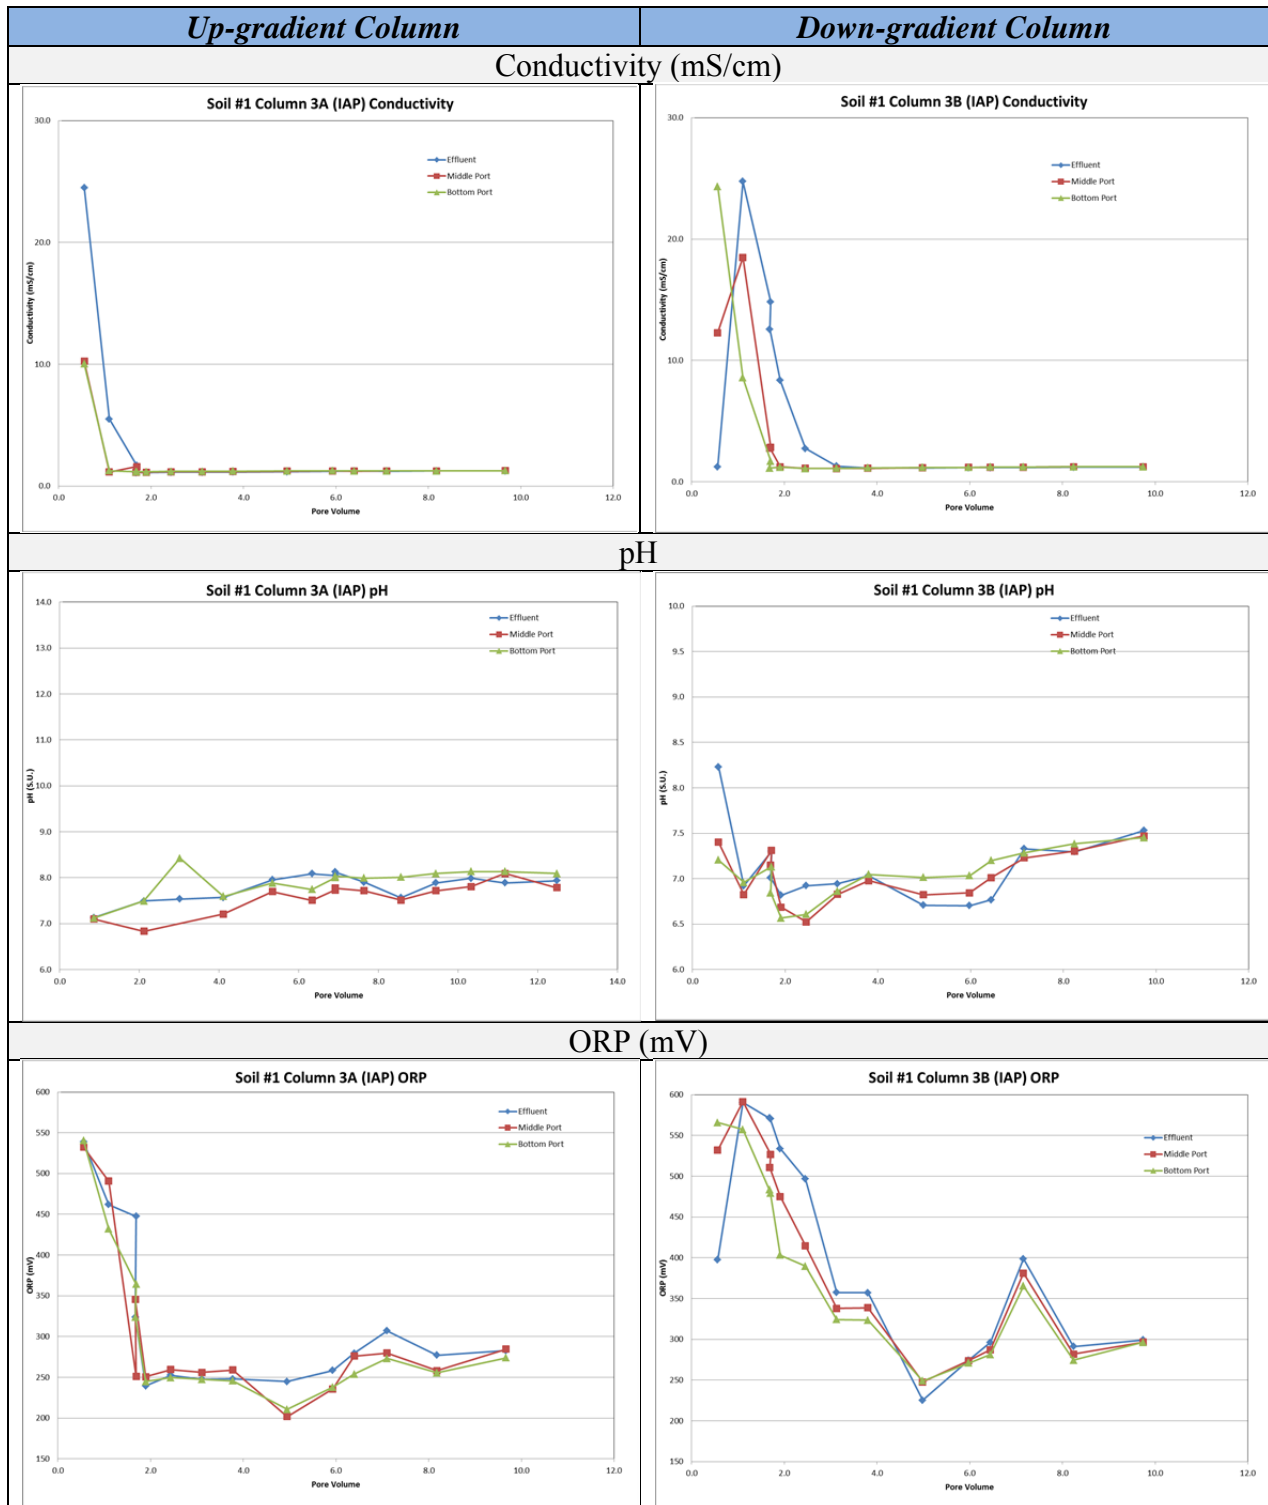 Up-gradient Column Down-gradient Column
Conductivity (mS/cm)
Soil #1 Column 3A (IAP) Conductivity
30.0
20.0
10.0
0.0
Conductivity (mS/cm)
Effluent
Middle Port
Bottom Port
0.0 2.0 4.0 6.0 8.0 10.0 12.0
Pore Volume
Soil #1 Column 3B (IAP) Conductivity
30.0
20.0
10.0
0.0
Conductivity (mS/cm)
Effluent
Middle Port
Bottom Port
0.0 2.0 4.0 6.0 8.0 10.0 12.0
Pore Volume
pH
Soil #1 Column 3A (IAP) pH
14.0
13.0
12.0
11.0
10.0
9.0
8.0
7.0
6.0
pH (S.U.)
Effluent
Middle Port
Bottom Port
0.0 2.0 4.0 6.0 8.0 10.0 12.0 14.0
Pore Volume
Soil #1 Column 3B (IAP) pH
10.0
9.5
9.0
8.5
8.0
7.5
7.0
6.5
6.0
pH (S.U.)
Effluent
Middle Port
Bottom Port
0.0 2.0 4.0 6.0 8.0 10.0 12.0
Pore Volume
ORP (mV)
Soil #1 Column 3A (IAP) ORP
600
550
500
450
400
350
300
250
200
150
ORP (mV)
Effluent
Middle Port
Bottom Port
0.0 2.0 4.0 6.0 8.0 10.0 12.0
Pore Volume
Soil #1 Column 3B (IAP) ORP
600
550
500
450
400
350
300
250
200
150
ORP (mV)
Effluent
Middle Port
Bottom Port
0.0 2.0 4.0 6.0 8.0 10.0 12.0
Pore Volume